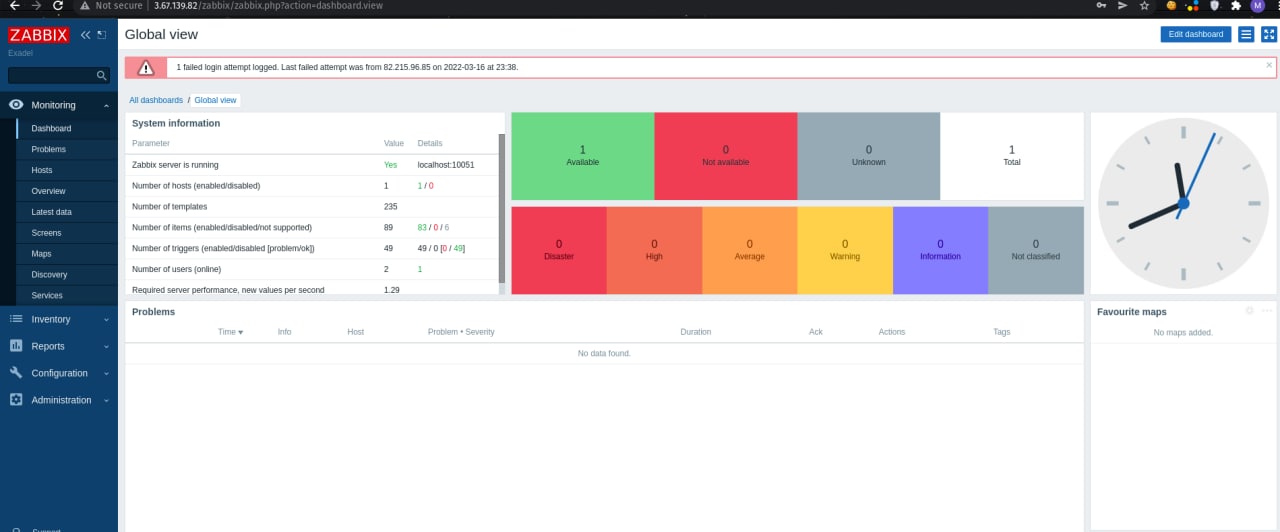 Not secure | 3.67.139.82/zabbix/zabbix.php?action=dashboard.view
M
ZABBIX
Exadel
Monitoring
Dashboard
Problems
Hosts
Overview
Latest data
Screens
Maps
Discovery
Services
Inventory
Reports
Configuration
Administration
Support
Global view
Edit dashboard
1 failed login attempt logged. Last failed attempt was from 82.215.96.85 on 2022-03-16 at 23:38.
All dashboards / Global view
System information
Parameter Value Details
Zabbix server is running Yes localhost:10051
Number of hosts (enabled/disabled) 1 1 / 0
Number of templates 235
Number of items (enabled/disabled/not supported) 89 83 / 0 / 6
Number of triggers (enabled/disabled [problem/ok]) 49 49 / 0 [0 / 49]
Number of users (online) 2 1
Required server performance, new values per second 1.29
1 0 0 1
Available Not available Unknown Total
0 0 0 0 0 0
Disaster High Average Warning Information Not classified
Problems
Time Info Host Problem • Severity Duration Ack Actions Tags
No data found.
Favourite maps
No maps added.